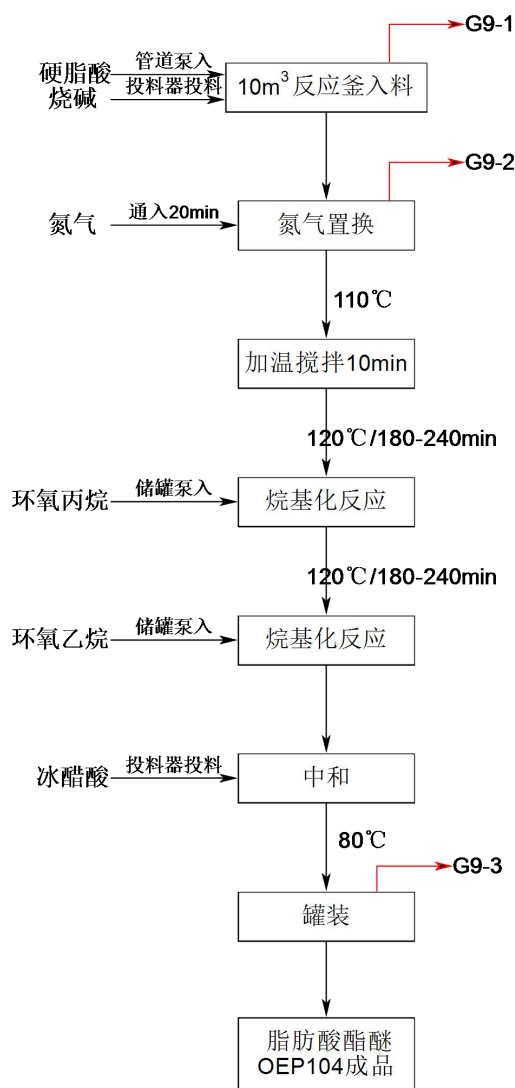 G9-1
硬脂酸 管道泵入
烧碱 投料器投料
10m³反应釜入料
G9-2
氮气 通入20min 氮气置换
110℃
加温搅拌10min
120℃/180-240min
环氧丙烷 储罐泵入 烷基化反应
120℃/180-240min
环氧乙烷 储罐泵入 烷基化反应
冰醋酸 投料器投料 中和
80℃
G9-3
罐装
脂肪酸酯醚
OEP104成品